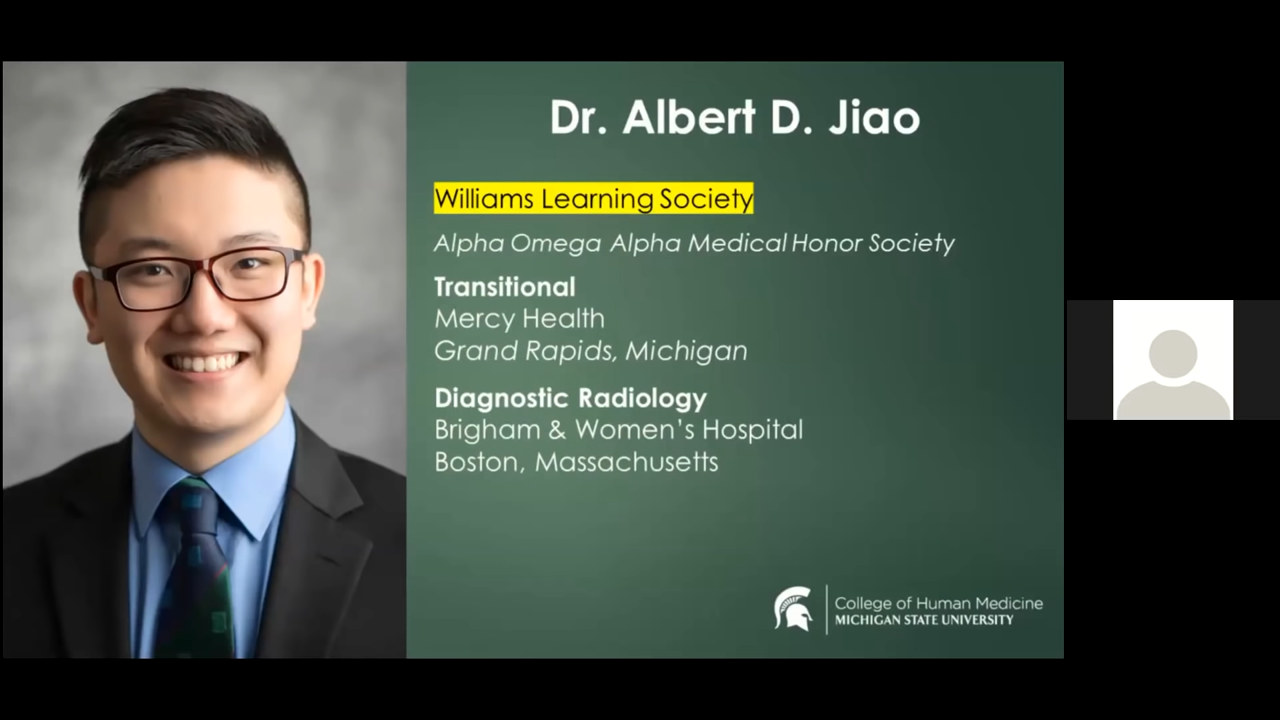 Dr. Albert D. Jiao
Williams Learning Society
Alpha Omega Alpha Medical Honor Society
Transitional
Mercy Health
Grand Rapids, Michigan
Diagnostic Radiology
Brigham & Women’s Hospital
Boston, Massachusetts
College of Human Medicine
MICHIGAN STATE UNIVERSITY